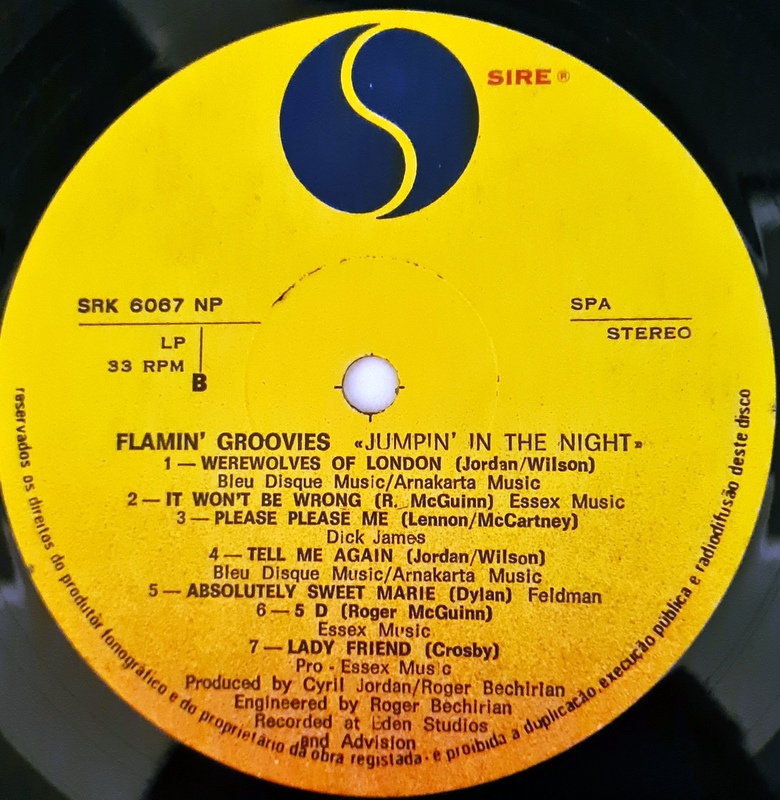 SIRE ®
SRK 6067 NP
SPA
LP
STEREO
33 RPM
B
FLAMIN' GROOVIES «JUMPIN' IN THE NIGHT»
1 — WEREWOLVES OF LONDON (Jordan/Wilson)
Bleu Disque Music/Arnakarta Music
2 — IT WON'T BE WRONG (R. McGuinn) Essex Music
3 — PLEASE PLEASE ME (Lennon/McCartney)
Dick James
4 — TELL ME AGAIN (Jordan/Wilson)
Bleu Disque Music/Arnakarta Music
5 — ABSOLUTELY SWEET MARIE (Dylan) Feldman
6 — 5 D (Roger McGuinn)
Essex Music
7 — LADY FRIEND (Crosby)
Pro - Essex Music
Produced by Cyril Jordan/Roger Bechirian
Engineered by Roger Bechirian
Recorded at Eden Studios
and Advision
reservados os direitos do produtor fonográfico e do proprietário da obra registada - é proibida a duplicação, execução pública e radiodifusão deste disco